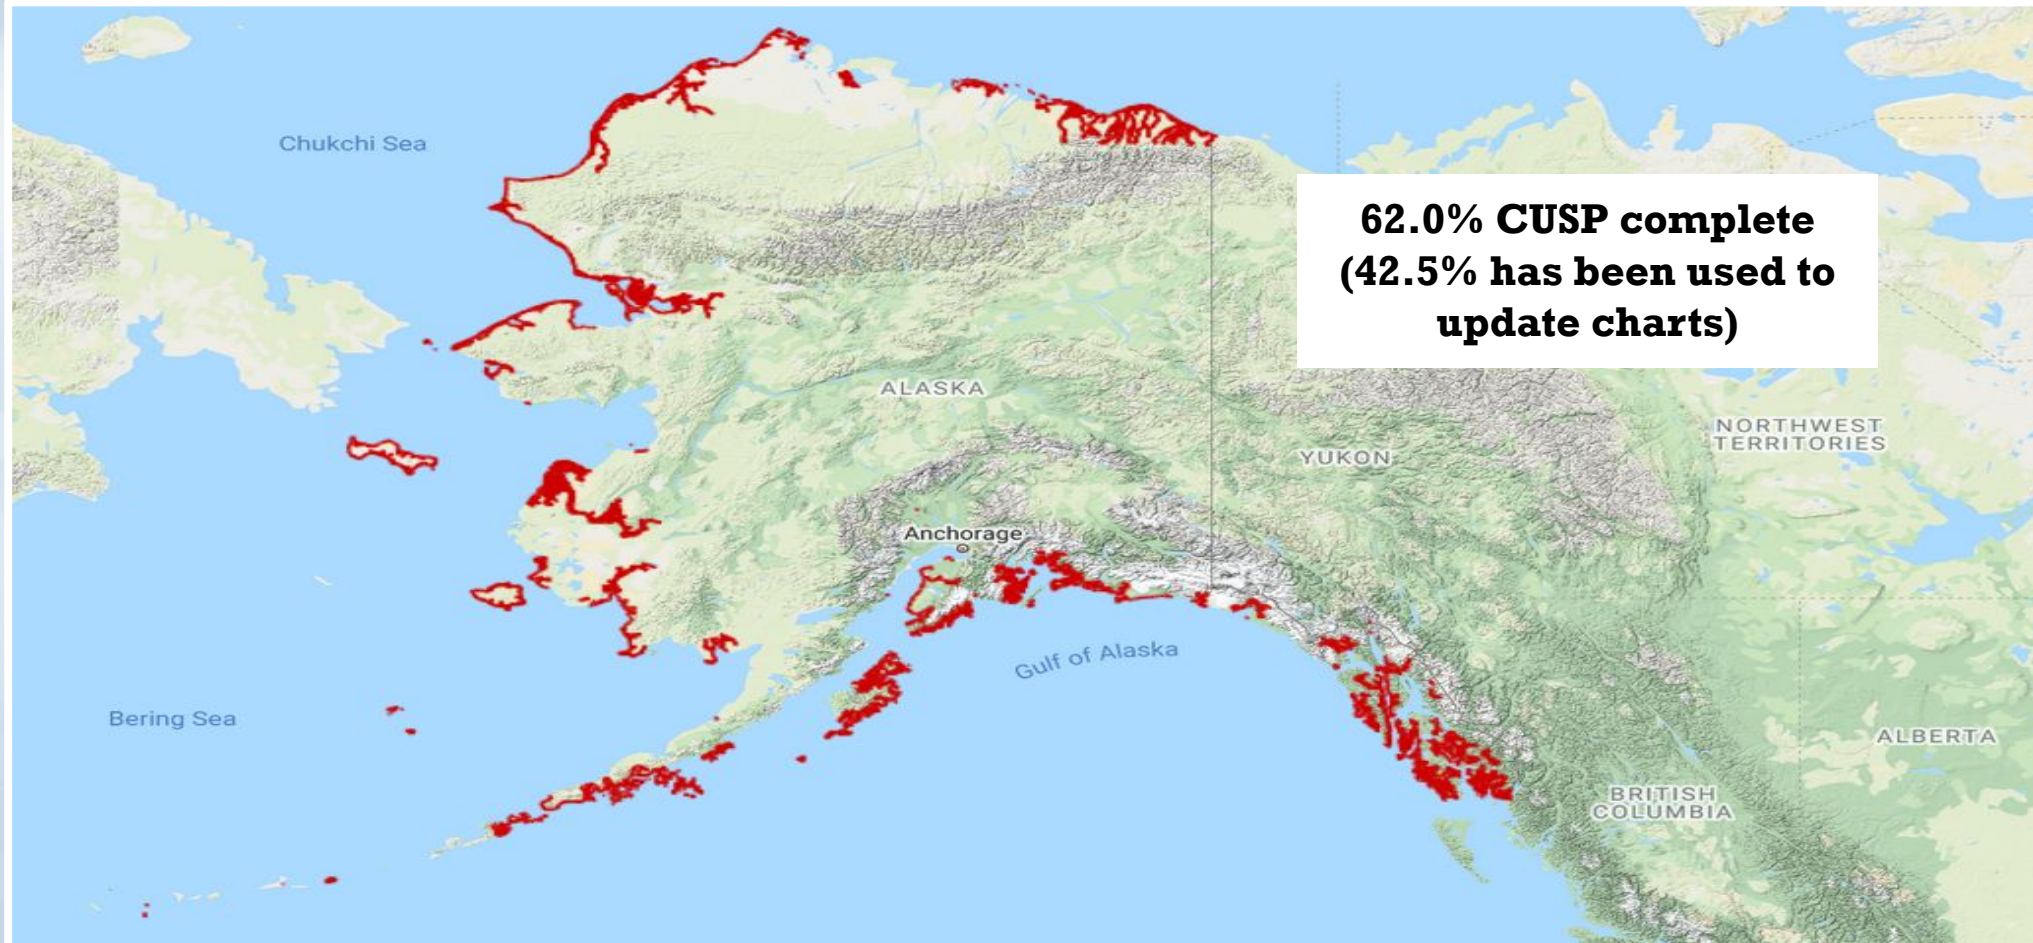 Chukchi Sea
62.0% CUSP complete
(42.5% has been used to
update charts)
ALASKA
NORTHWEST
TERRITORIES
YUKON
Anchorage
Gulf of Alaska
Bering Sea
ALBERTA
BRITISH
COLUMBIA